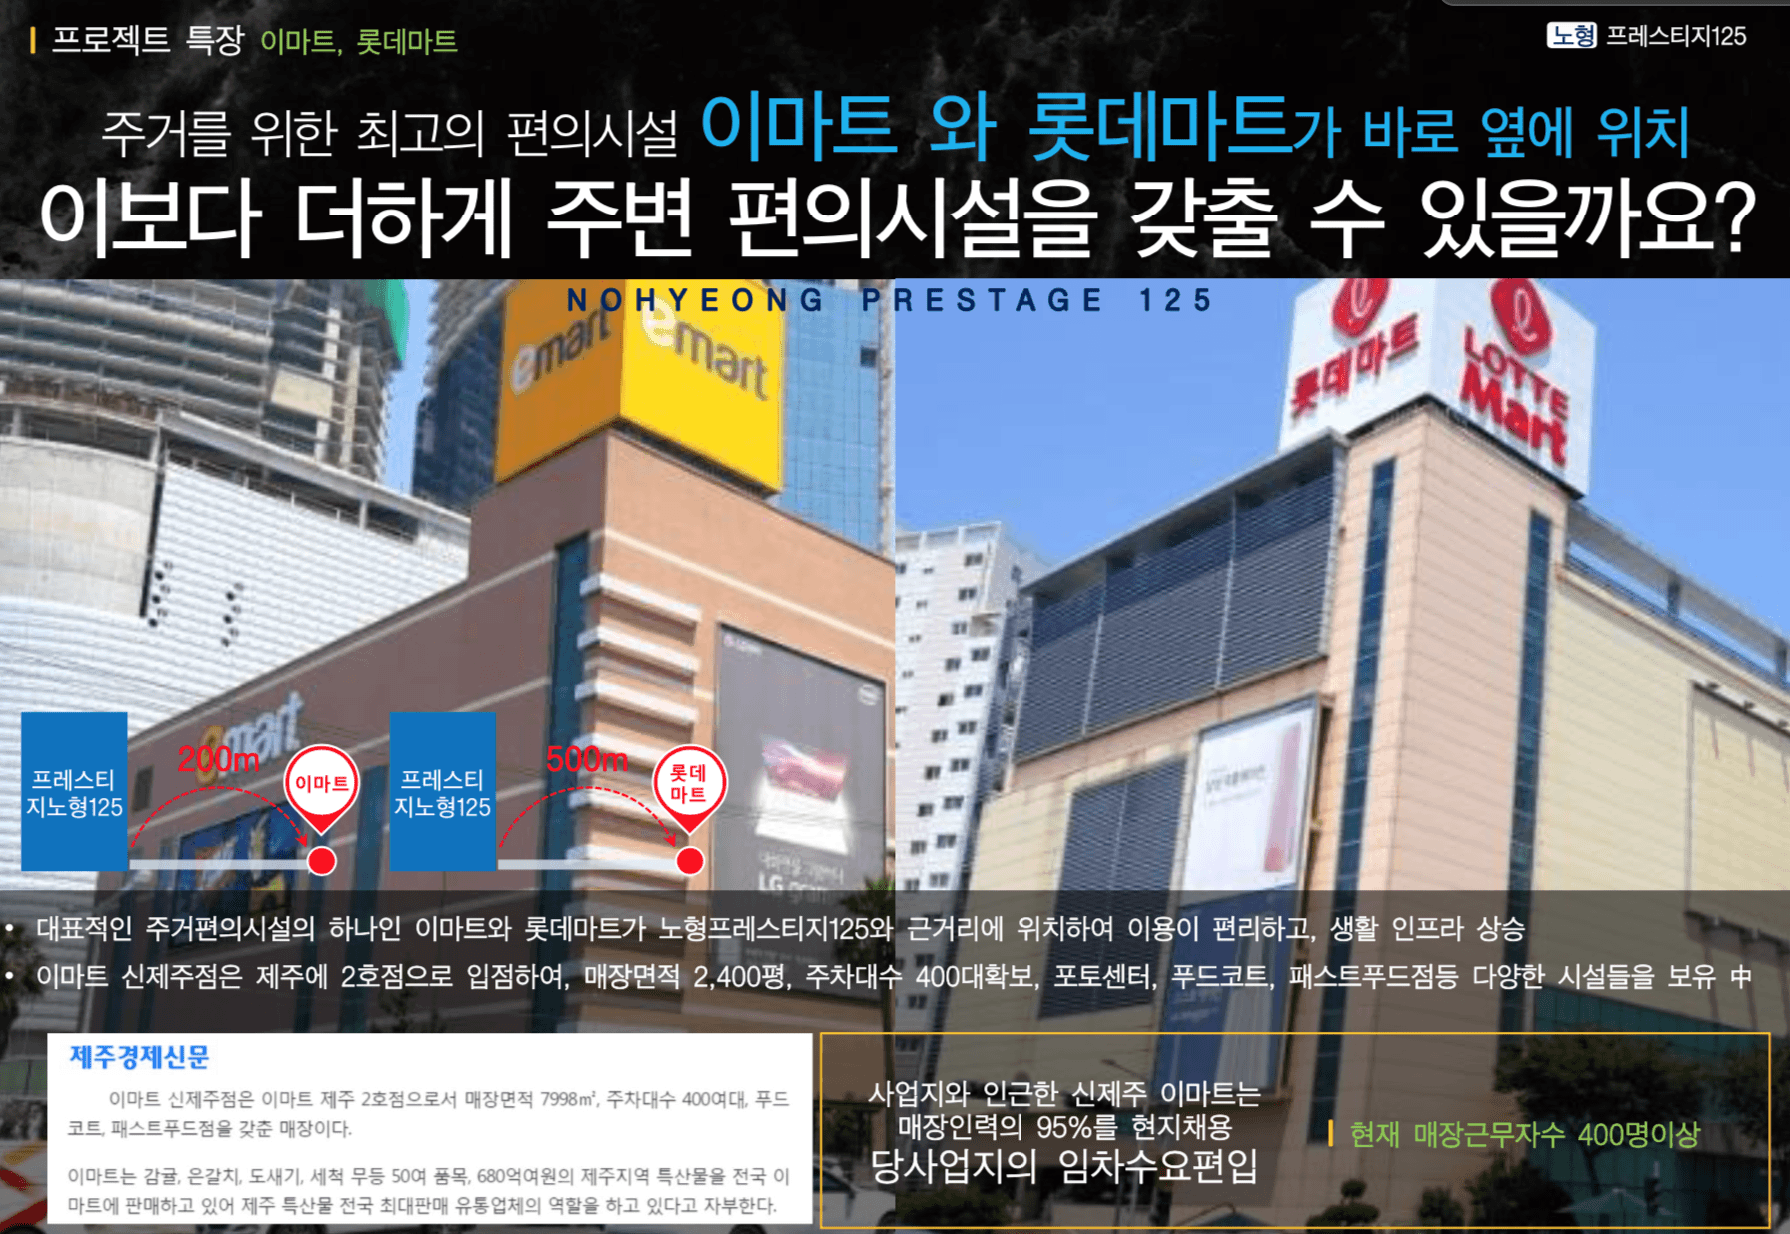 프로젝트 특장 이마트, 롯데마트
노형 프레스티지125
주거를 위한 최고의 편의시설 이마트 와 롯데마트가 바로 옆에 위치
이보다 더하게 주변 편의시설을 갖출 수 있을까요?
NOHYEONG PRESTAGE 125
emart
emart
롯데마트
LOTTE
Mart
emart
프레스티
지노형125
200m
이마트
프레스티
지노형125
500m
롯데
마트
LG gram
• 대표적인 주거편의시설의 하나인 이마트와 롯데마트가 노형프레스티지125와 근거리에 위치하여 이용이 편리하고, 생활 인프라 상승
• 이마트 신제주점은 제주에 2호점으로 입점하여, 매장면적 2,400평, 주차대수 400대확보, 포토센터, 푸드코트, 패스트푸드점등 다양한 시설들을 보유 中
제주경제신문
이마트 신제주점은 이마트 제주 2호점으로서 매장면적 7998㎡, 주차대수 400여대, 푸드
코트, 패스트푸드점을 갖춘 매장이다.
이마트는 감귤, 은갈치, 도새기, 세척 무등 50여 품목, 680억여원의 제주지역 특산물을 전국 이
마트에 판매하고 있어 제주 특산물 전국 최대판매 유통업체의 역할을 하고 있다고 자부한다.
사업지와 인근한 신제주 이마트는
매장인력의 95%를 현지채용
당사업지의 임차수요편입
현재 매장근무자수 400명이상